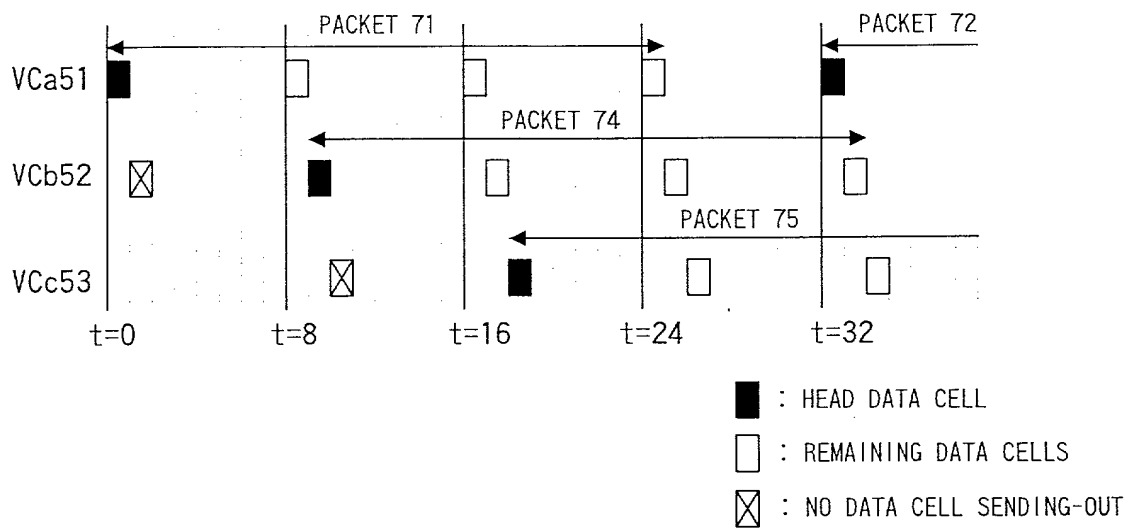 PACKET 71
PACKET 72
VCa51
PACKET 74
VCb52
PACKET 75
VCc53
t=0 t=8 t=16 t=24 t=32
: HEAD DATA CELL
: REMAINING DATA CELLS
: NO DATA CELL SENDING-OUT